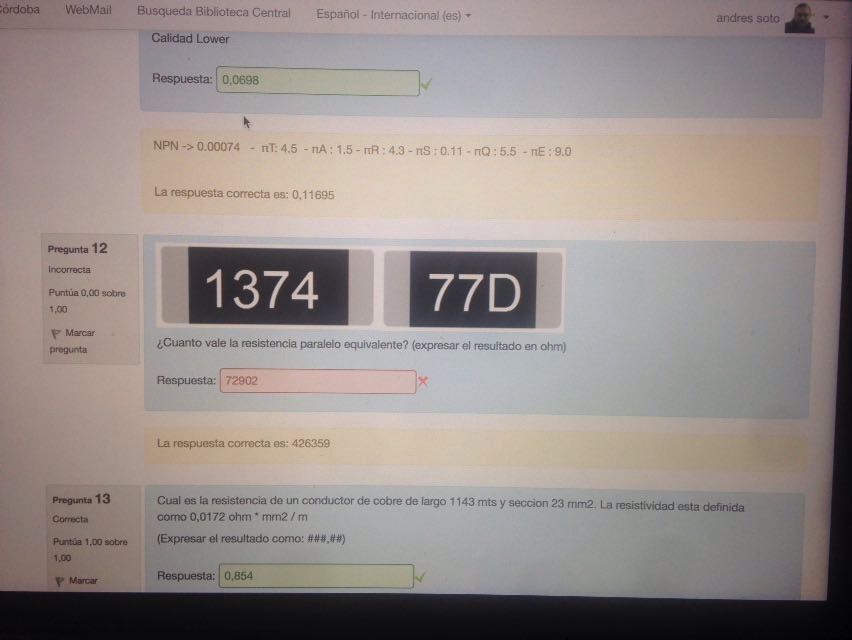 órdoba WebMail Busqueda Biblioteca Central Español - Internacional (es) andres soto
Calidad Lower
Respuesta: 0,0698
NPN -> 0.00074 - πT: 4.5 - πA : 1.5 - πR : 4.3 - πS : 0.11 - πQ : 5.5 - πE : 9.0
La respuesta correcta es: 0,11695
Pregunta 12
Incorrecta
Puntúa 0,00 sobre
1,00
Marcar
pregunta
1374 77D
¿Cuanto vale la resistencia paralelo equivalente? (expresar el resultado en ohm)
Respuesta: 72902
La respuesta correcta es: 426359
Pregunta 13
Correcta
Puntúa 1,00 sobre
1,00
Marcar
Cual es la resistencia de un conductor de cobre de largo 1143 mts y seccion 23 mm2. La resistividad esta definida
como 0,0172 ohm * mm2 / m
(Expresar el resultado como: ###,##)
Respuesta: 0,854